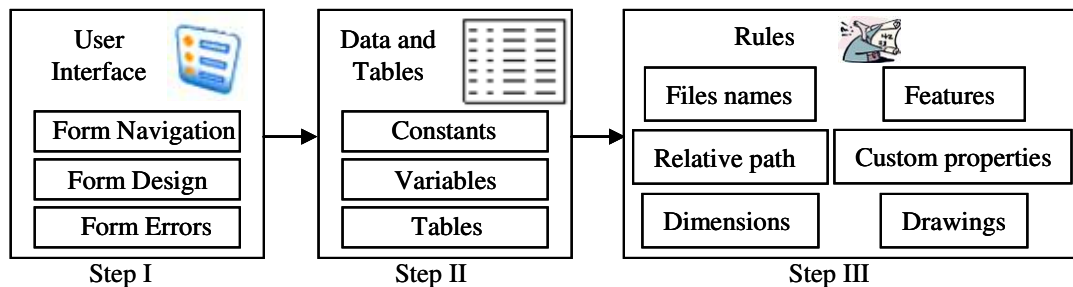 User
Interface
Form Navigation
Form Design
Form Errors
Step I
Data and
Tables
Constants
Variables
Tables
Step II
Rules
Files names
Features
Relative path
Custom properties
Dimensions
Drawings
Step III